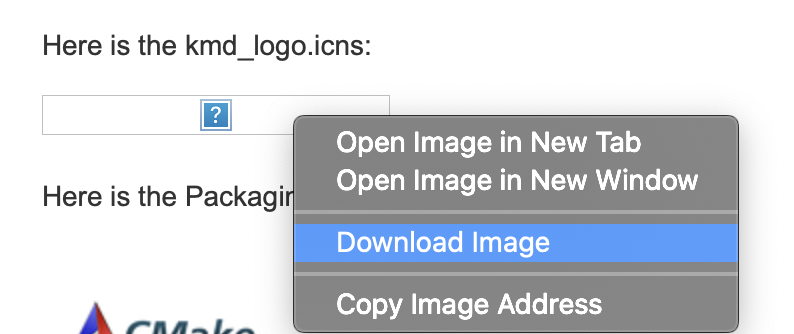 Here is the kmd_logo.icns:
?
Open Image in New Tab
Open Image in New Window
Here is the Packagin
Download Image
Copy Image Address
CMake